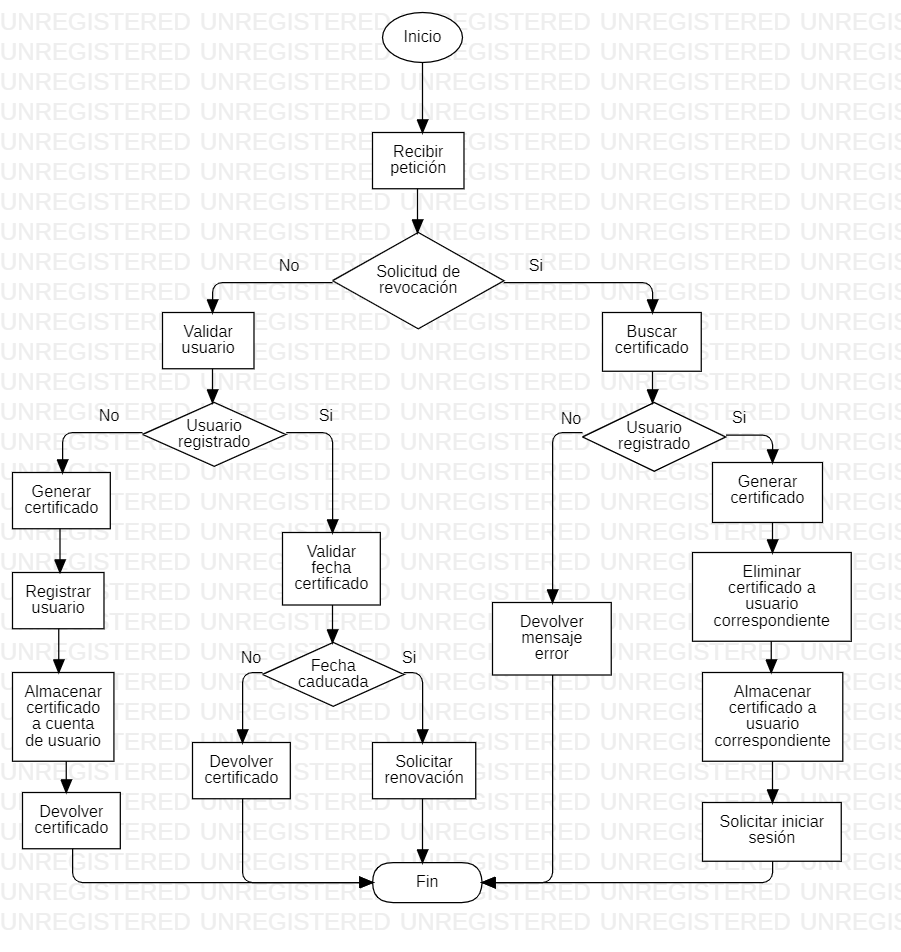 Inicio
Recibir
petición
Solicitud de
revocación
No
Si
Validar
usuario
Buscar
certificado
Usuario
registrado
No
Si
Usuario
registrado
No
Si
Generar
certificado
Registrar
usuario
Almacenar
certificado
a cuenta
de usuario
Devolver
certificado
Validar
fecha
certificado
Fecha
caducada
No
Si
Devolver
certificado
Solicitar
renovación
Devolver
mensaje
error
Generar
certificado
Eliminar
certificado a
usuario
correspondiente
Almacenar
certificado a
usuario
correspondiente
Solicitar iniciar
sesión
Fin
UNREGISTERED UNREGISTERED UNREGISTERED UNREGISTERED UNREGIS